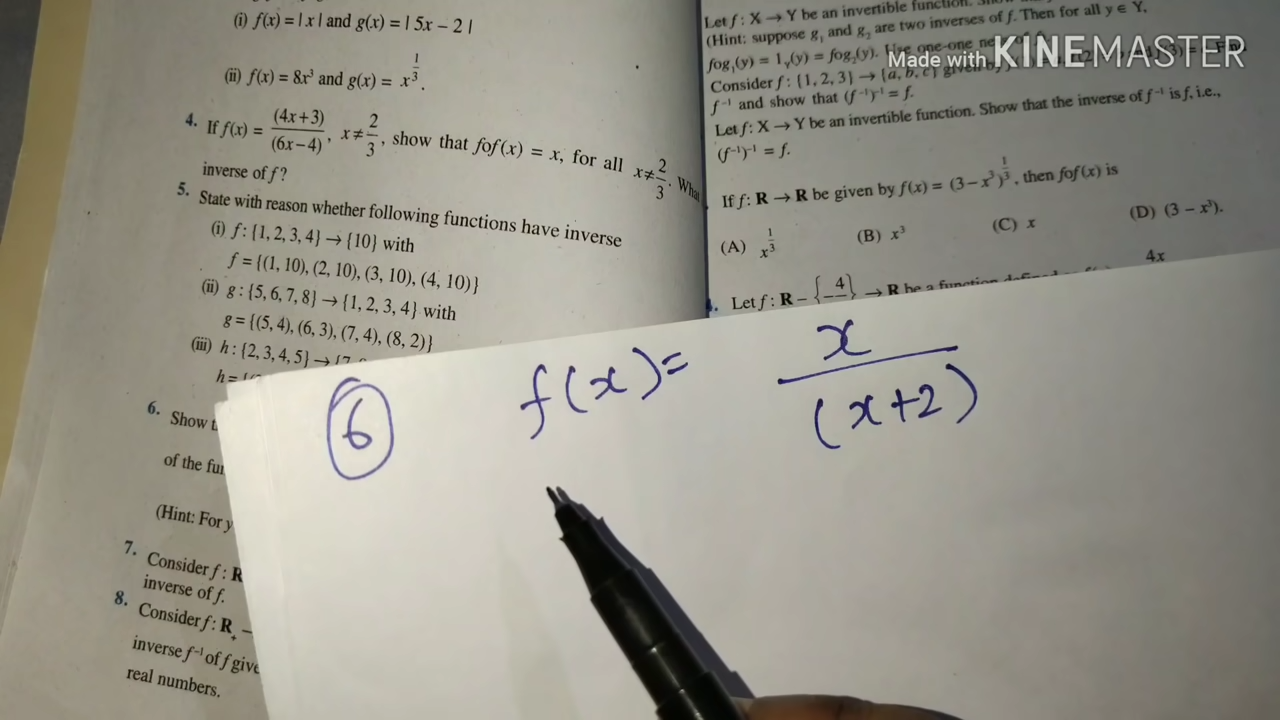 (i) f(x) = | x | and g(x) = | 5x – 2 |
(ii) f(x) = 8x³ and g(x) = x^(1/3).
4. If f(x) = (4x+3)/(6x–4), x ≠ 2/3, show that fof(x) = x, for all x ≠ 2/3.
inverse of f?
5. State with reason whether following functions have inverse
(i) f : {1, 2, 3, 4} → {10} with
f = {(1, 10), (2, 10), (3, 10), (4, 10)}
(ii) g : {5, 6, 7, 8} → {1, 2, 3, 4} with
g = {(5, 4), (6, 3), (7, 4), (8, 2)}
(iii) h : {2, 3, 4, 5} →
h =
6. Show
of the
(Hint: For y
7. Consider f : R
inverse of f.
8. Consider f : R₊ –
inverse f⁻¹ of f
real numbers.
Let f : X → Y be an invertible function.
(Hint: suppose g₁ and g₂ are two inverses of f. Then for all y ∈ Y,
fog₁(y) = 1_Y(y) = fog₂(y). Use one-one
Consider f : {1, 2, 3} → {a, b, c} given by
f⁻¹ and show that (f⁻¹)⁻¹ = f.
Let f : X → Y be an invertible function. Show that the inverse of f⁻¹ is f, i.e.,
(f⁻¹)⁻¹ = f.
If f : R → R be given by f(x) = (3 – x³)^(1/3), then fof(x) is
(A) x^(1/3) (B) x³ (C) x (D) (3 – x³).
Let f : R – → R be a function 4x
Made with KINEMASTER
6 f(x) = x/(x+2)